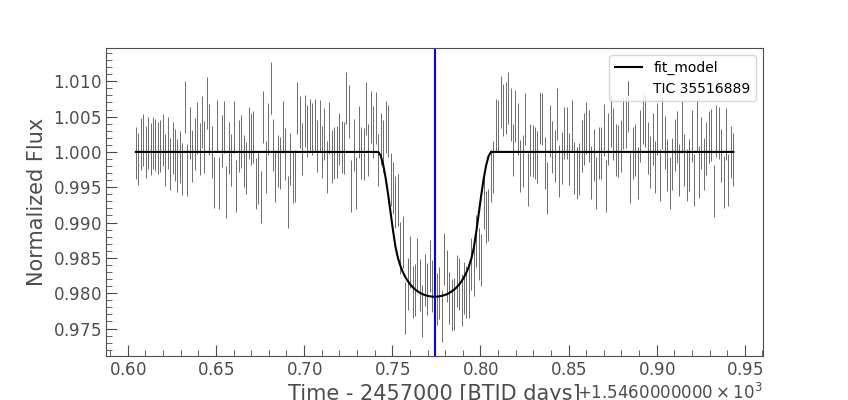 fit_model
TIC 35516889
Normalized Flux
1.010
1.005
1.000
0.995
0.990
0.985
0.980
0.975
0.60 0.65 0.70 0.75 0.80 0.85 0.90 0.95
Time - 2457000 [BTJD days]
+1.5460000000 × 10³